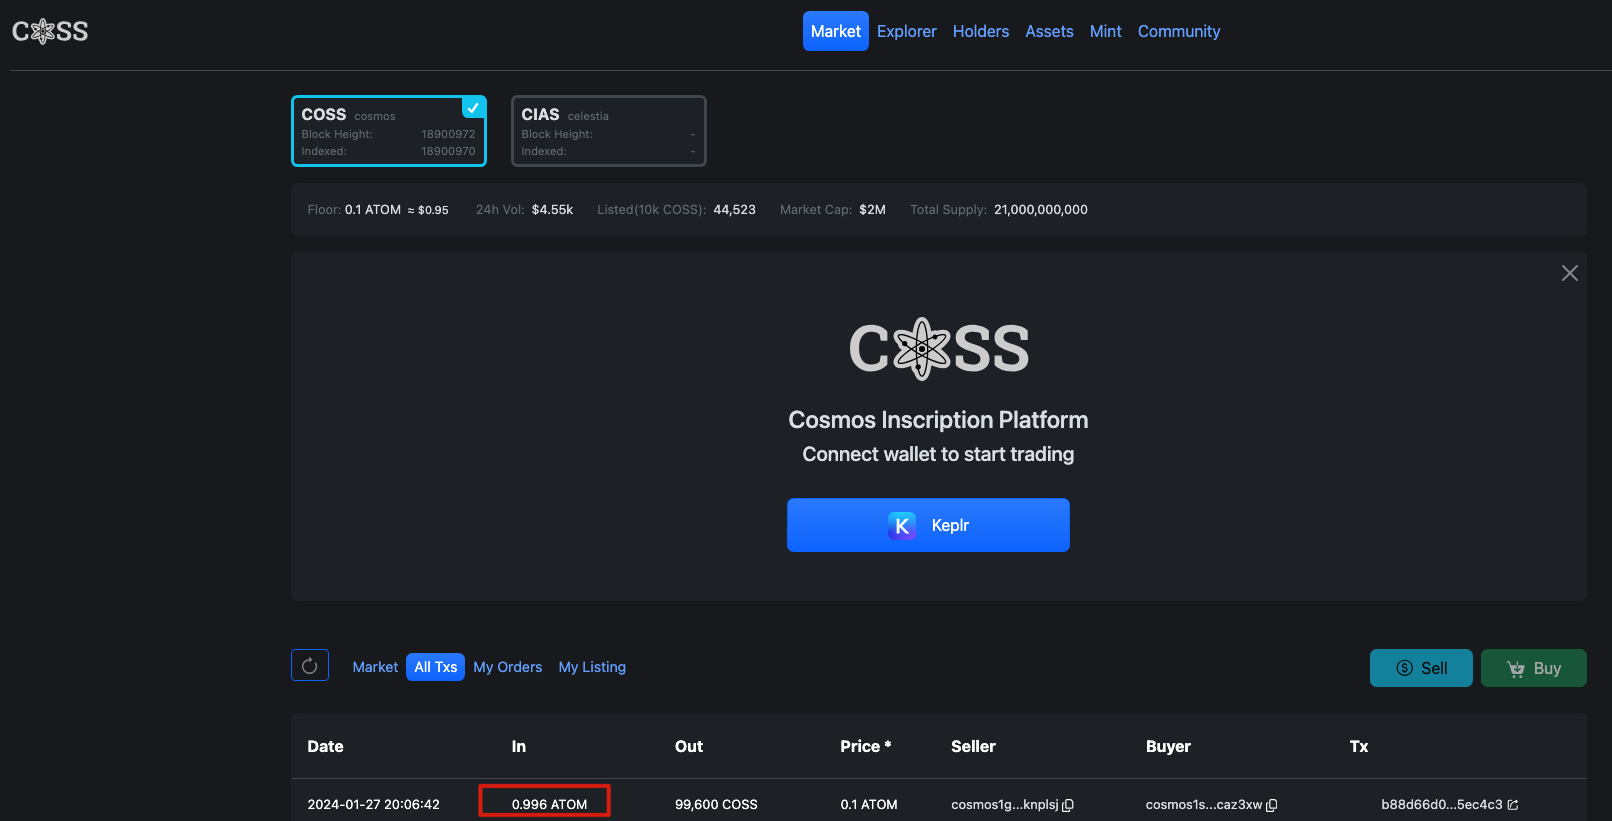 COSS Market Explorer Holders Assets Mint Community
COSS cosmos
Block Height: 18900972
Indexed: 18900970
CIAS celestia
Block Height: -
Indexed: -
Floor: 0.1 ATOM ≈ $0.95 24h Vol: $4.55k Listed(10k COSS): 44,523 Market Cap: $2M Total Supply: 21,000,000,000
COSS
Cosmos Inscription Platform
Connect wallet to start trading
K Keplr
Market All Txs My Orders My Listing Sell Buy
Date In Out Price * Seller Buyer Tx
2024-01-27 20:06:42 0.996 ATOM 99,600 COSS 0.1 ATOM cosmos1g...knplsj cosmos1s...caz3xw b88d66d0...5ec4c3